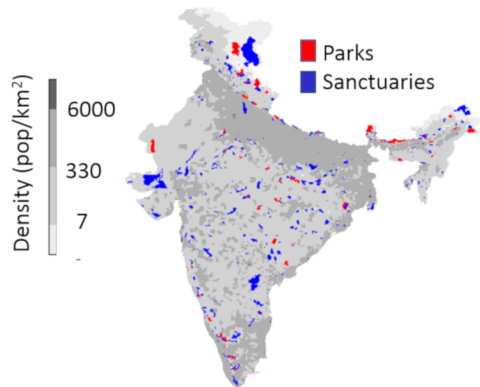 Parks
Sanctuaries
Density (pop/km²)
6000
330
7
-